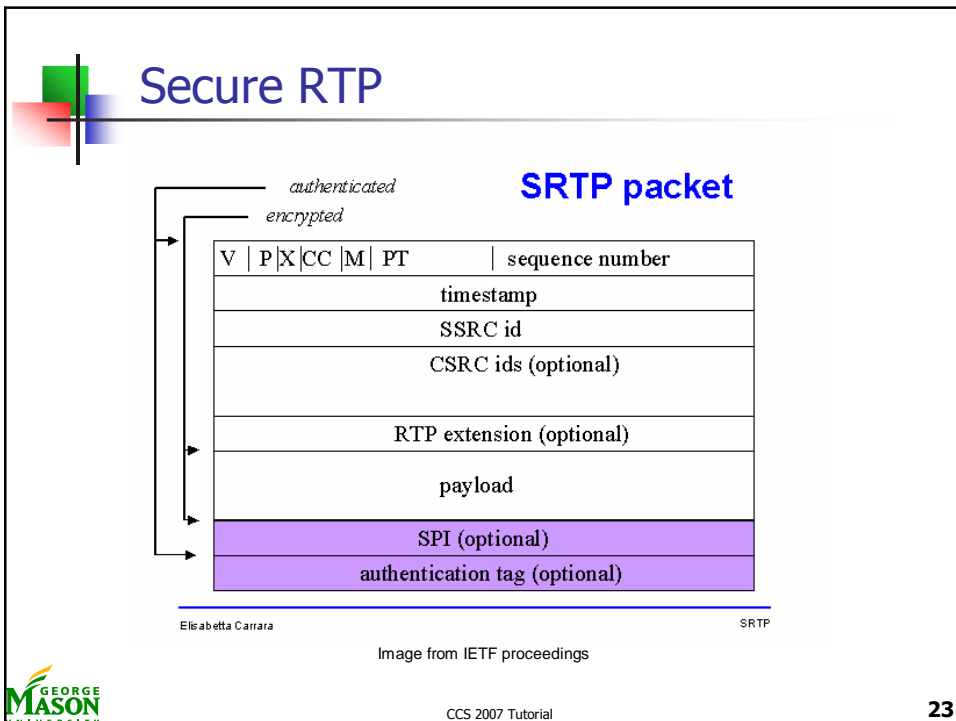 Secure RTP
authenticated
SRTP packet
encrypted
V | P|X|CC |M| PT | sequence number
timestamp
SSRC id
CSRC ids (optional)
RTP extension (optional)
payload
SPI (optional)
authentication tag (optional)
Elisabetta Carrara
SRTP
Image from IETF proceedings
GEORGE
MASON
UNIVERSITY
CCS 2007 Tutorial
23